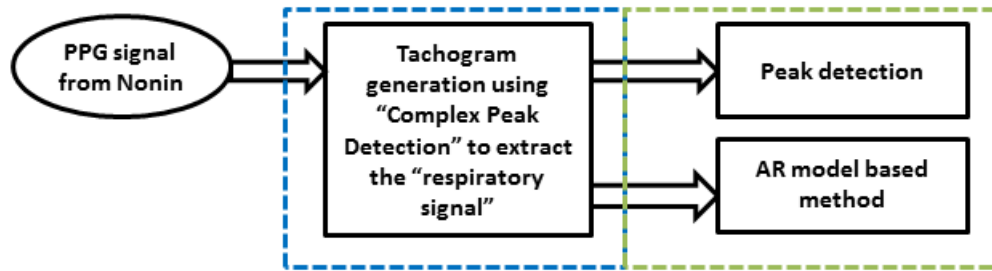 PPG signal
from Nonin
Tachogram
generation using
“Complex Peak
Detection” to extract
the “respiratory
signal”
Peak detection
AR model based
method